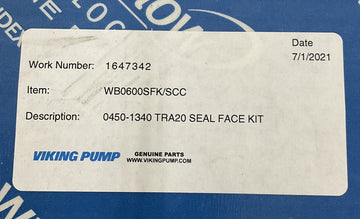 Date
7/1/2021
Work Number: 1647342
Item: WB0600SFK/SCC
Description: 0450-1340 TRA20 SEAL FACE KIT
VIKING PUMP
GENUINE PARTS
WWW.VIKINGPUMP.COM